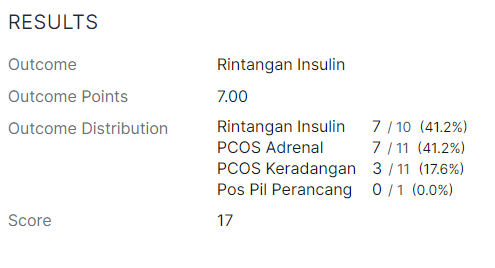 RESULTS
Outcome Rintangan Insulin
Outcome Points 7.00
Outcome Distribution Rintangan Insulin 7 / 10 (41.2%)
PCOS Adrenal 7 / 11 (41.2%)
PCOS Keradangan 3 / 11 (17.6%)
Pos Pil Perancang 0 / 1 (0.0%)
Score 17